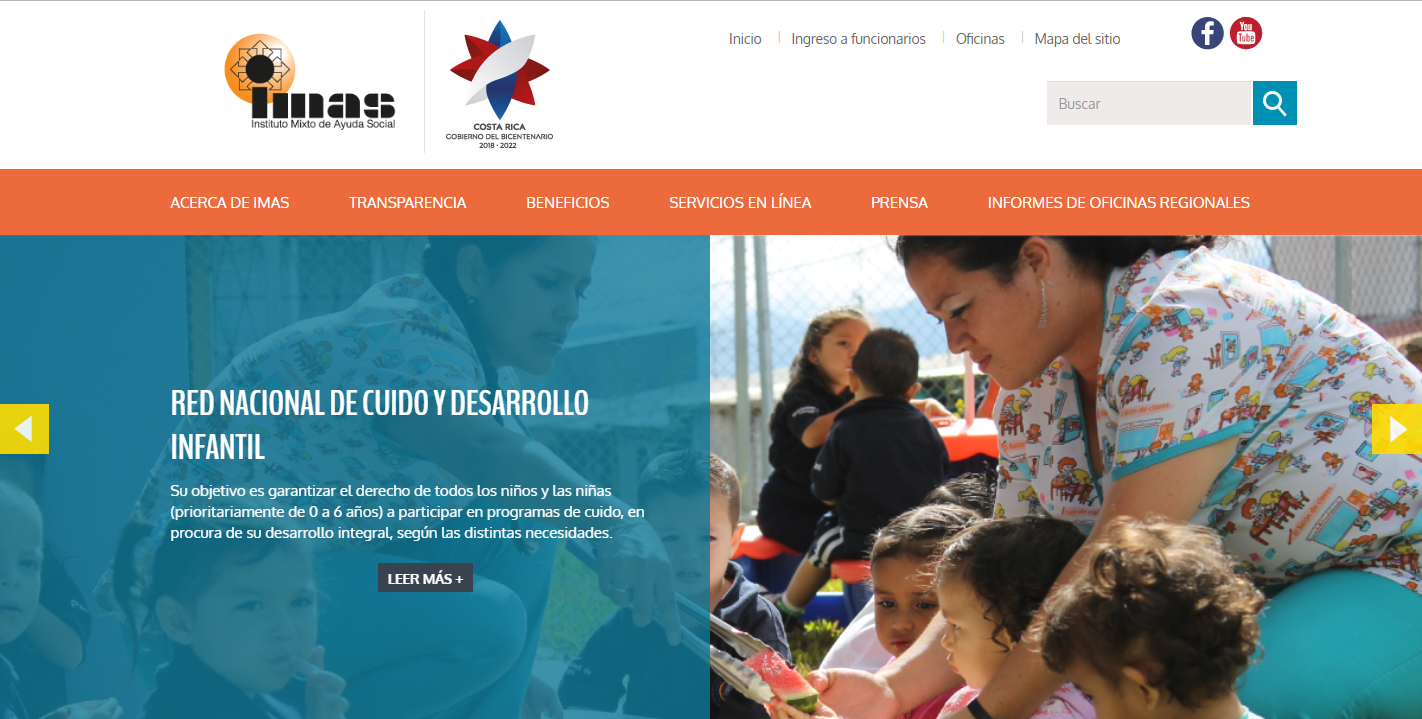 imas
Instituto Mixto de Ayuda Social
COSTA RICA
GOBIERNO DEL BICENTENARIO
2018 • 2022
Inicio
Ingreso a funcionarios
Oficinas
Mapa del sitio
f
You
Tube
Buscar
ACERCA DE IMAS
TRANSPARENCIA
BENEFICIOS
SERVICIOS EN LÍNEA
PRENSA
INFORMES DE OFICINAS REGIONALES
RED NACIONAL DE CUIDO Y DESARROLLO
INFANTIL
Su objetivo es garantizar el derecho de todos los niños y las niñas
(prioritariamente de 0 a 6 años) a participar en programas de cuido, en
procura de su desarrollo integral, según las distintas necesidades.
LEER MÁS +